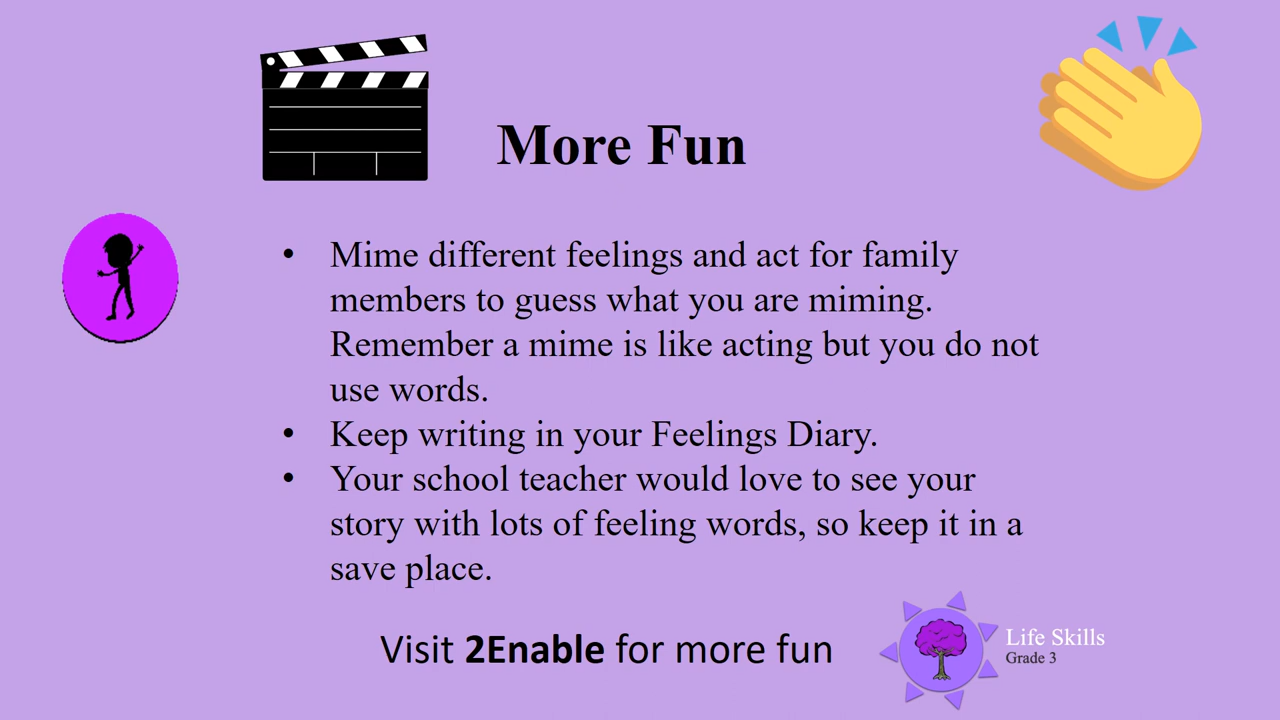 More Fun
• Mime different feelings and act for family
members to guess what you are miming.
Remember a mime is like acting but you do not
use words.
• Keep writing in your Feelings Diary.
• Your school teacher would love to see your
story with lots of feeling words, so keep it in a
save place.
Visit 2Enable for more fun
Life Skills
Grade 3